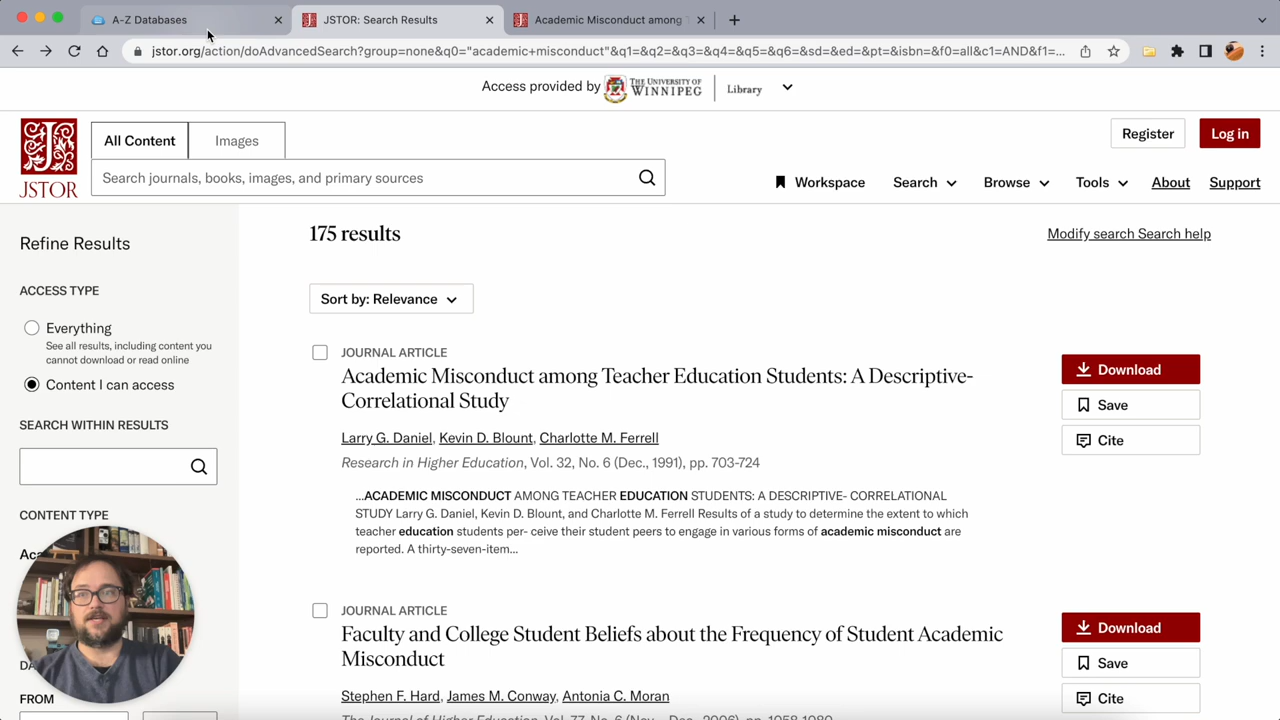 A-Z Databases
JSTOR: Search Results
Academic Misconduct among
jstor.org/action/doAdvancedSearch?group=none&q0="academic+misconduct"&q1=&q2=&q3=&q4=&q5=&q6=&sd=&ed=&pt=&isbn=&f0=all&c1=AND&f1=...
Access provided by THE UNIVERSITY OF WINNIPEG Library
All Content Images
Register Log in
JSTOR
Search journals, books, images, and primary sources
Workspace Search Browse Tools About Support
Refine Results
175 results
Modify search Search help
ACCESS TYPE
Sort by: Relevance
Everything
See all results, including content you
cannot download or read online
Content I can access
SEARCH WITHIN RESULTS
CONTENT TYPE
FROM
JOURNAL ARTICLE
Academic Misconduct among Teacher Education Students: A Descriptive-
Correlational Study
Larry G. Daniel, Kevin D. Blount, Charlotte M. Ferrell
Research in Higher Education, Vol. 32, No. 6 (Dec., 1991), pp. 703-724
...ACADEMIC MISCONDUCT AMONG TEACHER EDUCATION STUDENTS: A DESCRIPTIVE- CORRELATIONAL
STUDY Larry G. Daniel, Kevin D. Blount, and Charlotte M. Ferrell Results of a study to determine the extent to which
teacher education students per- ceive their student peers to engage in various forms of academic misconduct are
reported. A thirty-seven-item...
Download
Save
Cite
JOURNAL ARTICLE
Faculty and College Student Beliefs about the Frequency of Student Academic
Misconduct
Stephen F. Hard, James M. Conway, Antonia C. Moran
The Journal of Higher Education, Vol. 77, No. 6 (Nov. - Dec., 2006), pp. 1058-1080
Download
Save
Cite